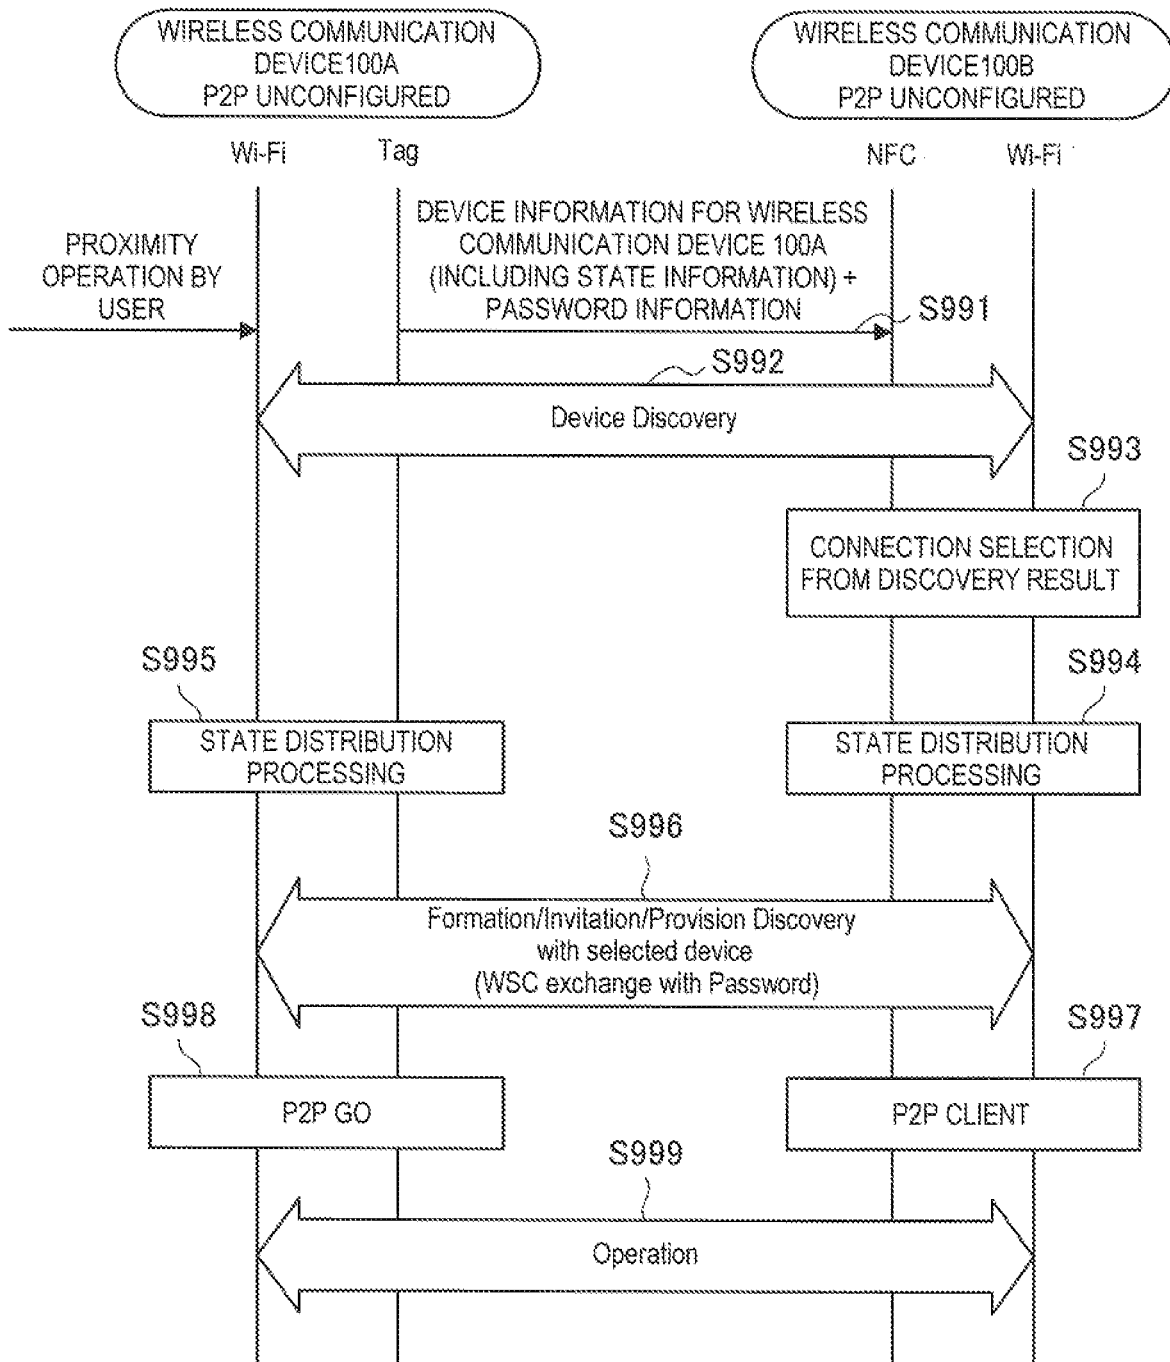 WIRELESS COMMUNICATION
DEVICE100A
P2P UNCONFIGURED
WIRELESS COMMUNICATION
DEVICE100B
P2P UNCONFIGURED
Wi-Fi
Tag
NFC
Wi-Fi
PROXIMITY
OPERATION BY
USER
DEVICE INFORMATION FOR WIRELESS
COMMUNICATION DEVICE 100A
(INCLUDING STATE INFORMATION) +
PASSWORD INFORMATION
S991
S992
Device Discovery
S993
CONNECTION SELECTION
FROM DISCOVERY RESULT
S995
STATE DISTRIBUTION
PROCESSING
S994
STATE DISTRIBUTION
PROCESSING
S996
Formation/Invitation/Provision Discovery
with selected device
(WSC exchange with Password)
S998
P2P GO
S997
P2P CLIENT
S999
Operation